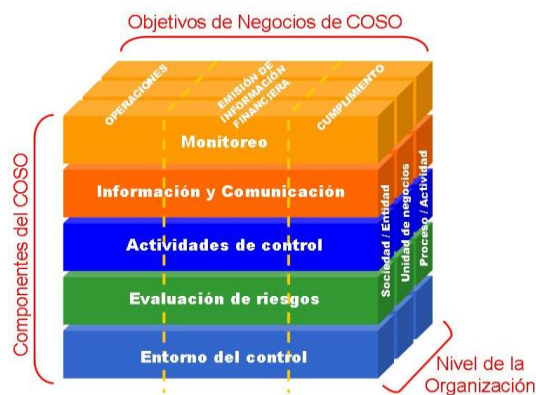 Objetivos de Negocios de COSO
OPERACIONES
EMISIÓN DE
INFORMACIÓN
FINANCIERA
CUMPLIMIENTO
Componentes del COSO
Monitoreo
Información y Comunicación
Actividades de control
Evaluación de riesgos
Entorno del control
Sociedad / Entidad
Unidad de negocios
Proceso / Actividad
Nivel de la
Organización